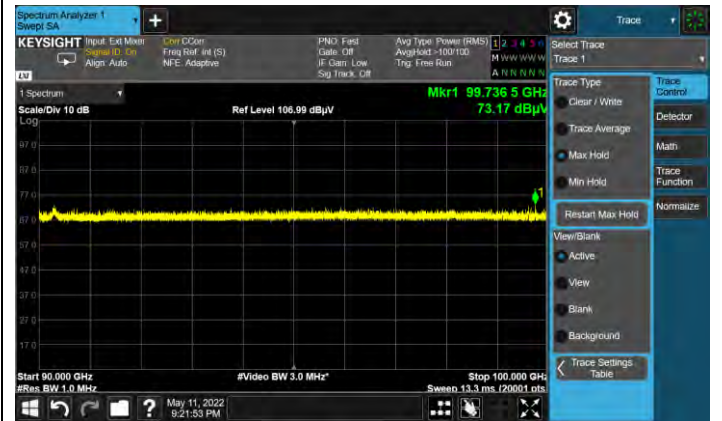 Spectrum Analyzer 1
Swept SA
+
Trace
KEYSIGHT
LXI
Input: Ext Mixer
Signal ID: On
Align: Auto
Corr CCorr
Freq Ref: Int (S)
NFE: Adaptive
PNO: Fast
Gate: Off
IF Gain: Low
Sig Track: Off
Avg Type: Power (RMS)
Avg|Hold:>100/100
Trig: Free Run
1 2 3 4 5 6
M W W W W W
A N N N N N
Select Trace
Trace 1
1 Spectrum
Scale/Div 10 dB
Log
Ref Level 106.99 dBµV
Mkr1 99.736 5 GHz
73.17 dBµV
97.0
87.0
77.0
67.0
57.0
47.0
37.0
27.0
17.0
1
Start 90.000 GHz
#Res BW 1.0 MHz
#Video BW 3.0 MHz*
Stop 100.000 GHz
Sweep 13.3 ms (20001 pts
Trace Type
Clear / Write
Trace Average
Max Hold
Min Hold
Restart Max Hold
View/Blank
Active
View
Blank
Background
Trace Settings
Table
Trace
Control
Detector
Math
Trace
Function
Normalize
?
May 11, 2022
9:21:53 PM